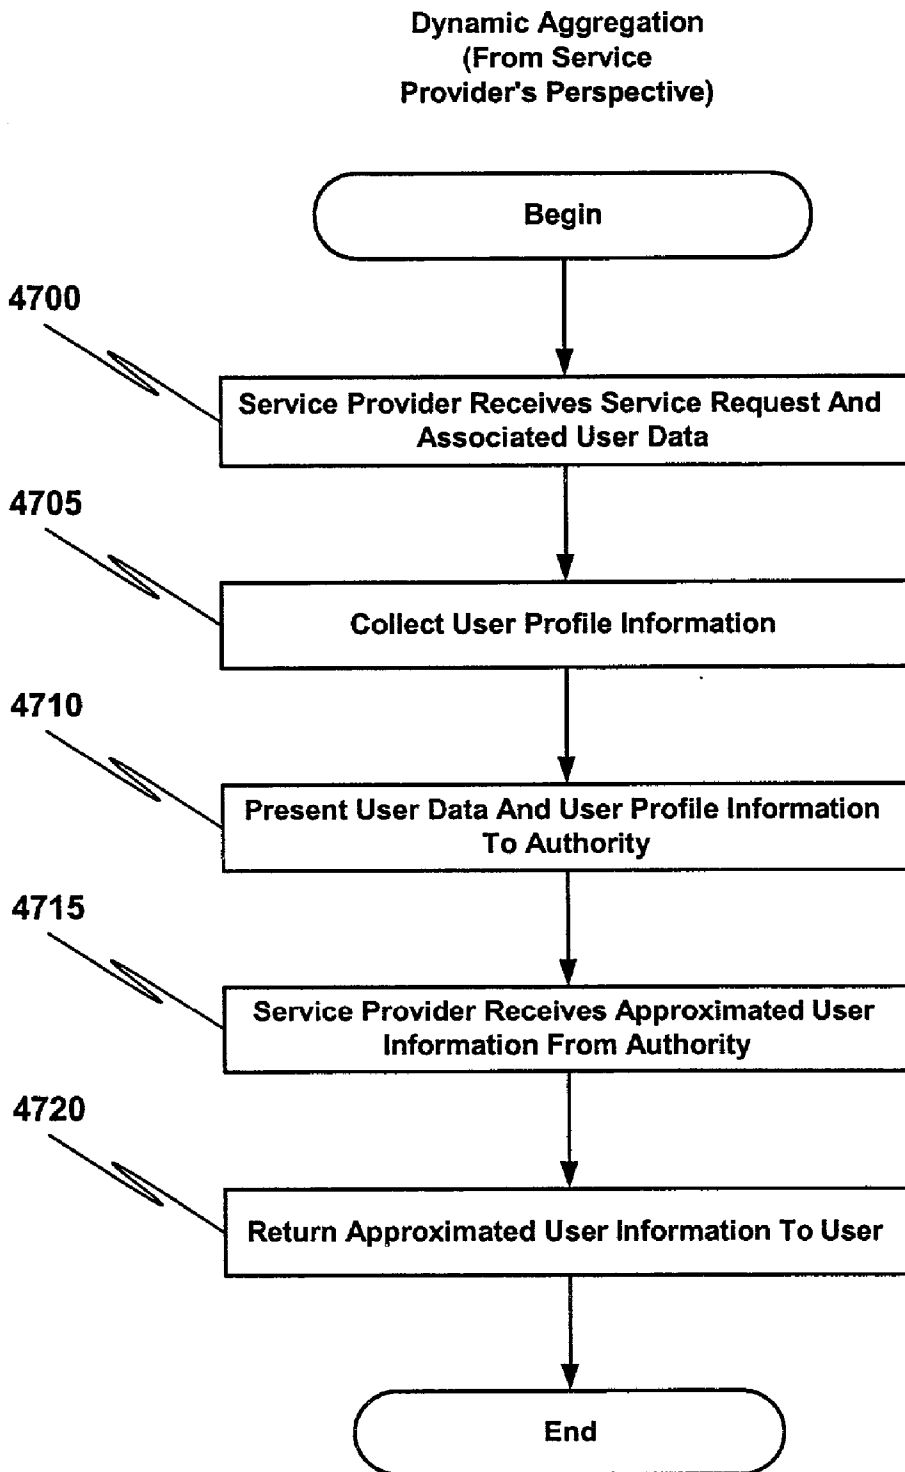 Dynamic Aggregation
(From Service
Provider's Perspective)
Begin
4700
Service Provider Receives Service Request And
Associated User Data
4705
Collect User Profile Information
4710
Present User Data And User Profile Information
To Authority
4715
Service Provider Receives Approximated User
Information From Authority
4720
Return Approximated User Information To User
End